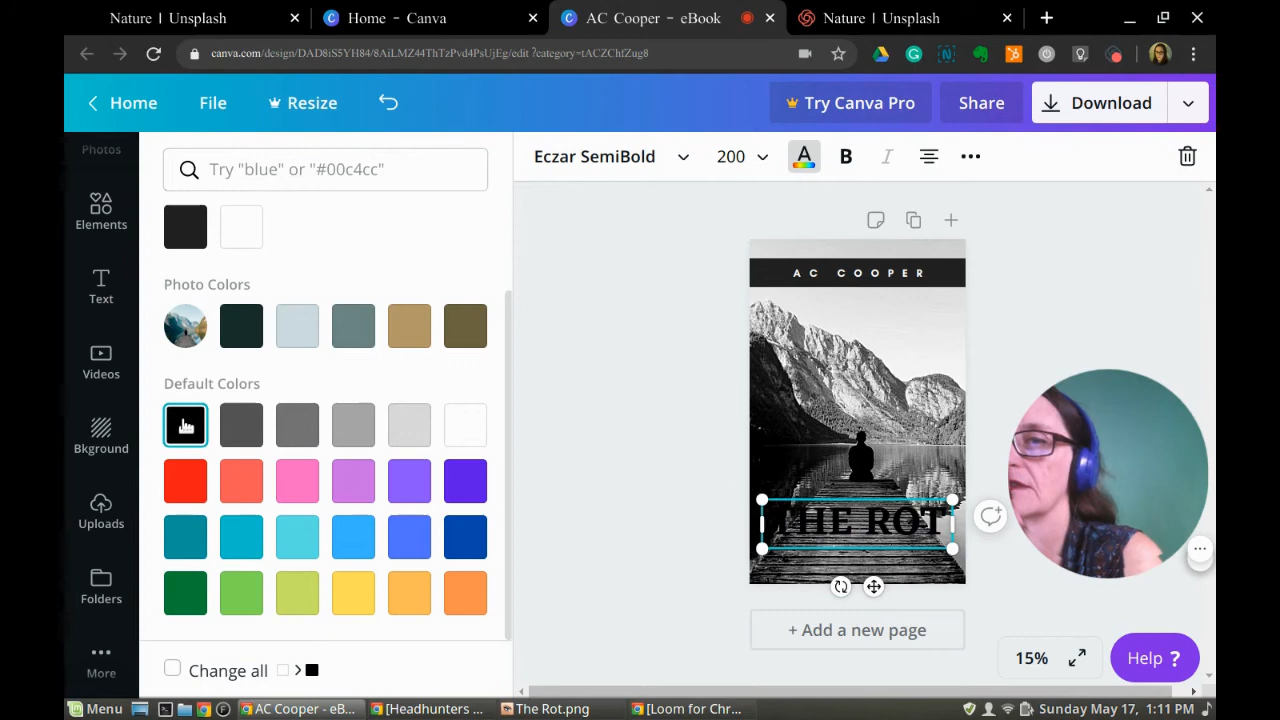 Nature | Unsplash
Home - Canva
AC Cooper - eBook
Nature | Unsplash
canva.com/design/DAD8iS5YH84/8AiLMZ44ThTzPvd4PsUjEg/edit?category=tACZChfZug8
Home
File
Resize
Try Canva Pro
Share
Download
Photos
Elements
Text
Videos
Bkground
Uploads
Folders
More
Try "blue" or "#00c4cc"
Photo Colors
Default Colors
Change all
Eczar SemiBold
200
A
B
I
AC COOPER
THE ROT
+ Add a new page
15%
Help ?
Menu
AC Cooper - eB...
[Headhunters ...
The Rot.png
[Loom for Chr...
Sunday May 17, 1:11 PM